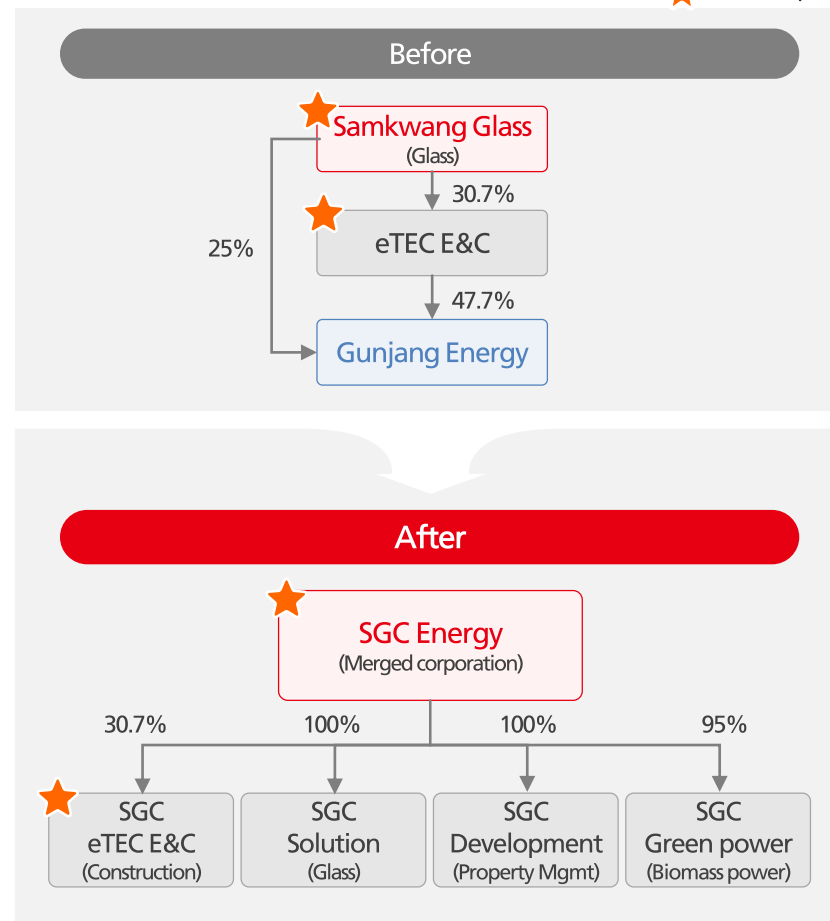 Before
Samkwang Glass
(Glass)
30.7%
25%
eTEC E&C
47.7%
Gunjang Energy
After
SGC Energy
(Merged corporation)
30.7%
100%
100%
95%
SGC
eTEC E&C
(Construction)
SGC
Solution
(Glass)
SGC
Development
(Property Mgmt)
SGC
Green power
(Biomass power)